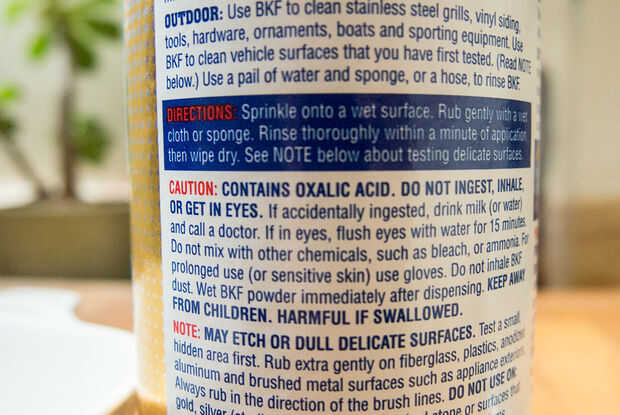 OUTDOOR: Use BKF to clean stainless steel grills, vinyl siding,
tools, hardware, ornaments, boats and sporting equipment. Use
BKF to clean vehicle surfaces that you have first tested. (Read NOTE
below.) Use a pail of water and sponge, or a hose, to rinse BKF.
DIRECTIONS: Sprinkle onto a wet surface. Rub gently with a wet
cloth or sponge. Rinse thoroughly within a minute of application
then wipe dry. See NOTE below about testing delicate surfaces.
CAUTION: CONTAINS OXALIC ACID. DO NOT INGEST, INHALE,
OR GET IN EYES. If accidentally ingested, drink milk (or water)
and call a doctor. If in eyes, flush eyes with water for 15 minutes.
Do not mix with other chemicals, such as bleach, or ammonia. For
prolonged use (or sensitive skin) use gloves. Do not inhale BKF
dust. Wet BKF powder immediately after dispensing. KEEP AWAY
FROM CHILDREN. HARMFUL IF SWALLOWED.
NOTE: MAY ETCH OR DULL DELICATE SURFACES. Test a small,
hidden area first. Rub extra gently on fiberglass, plastics, anodized
aluminum and brushed metal surfaces such as appliance exteriors.
Always rub in the direction of the brush lines. DO NOT USE ON:
gold, silver stone or surfaces that